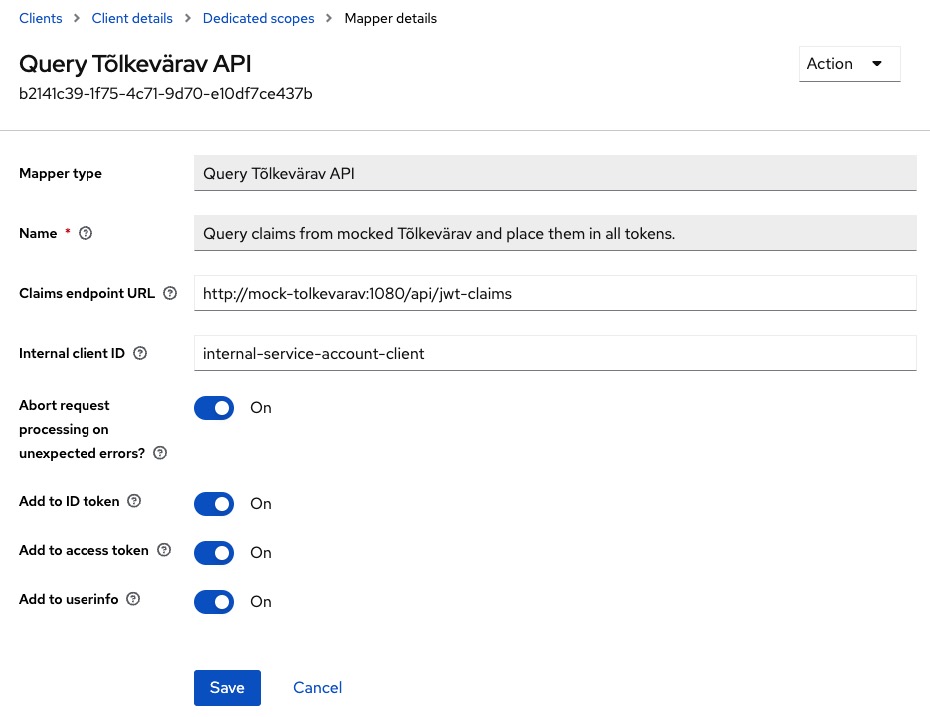 Clients > Client details > Dedicated scopes > Mapper details
Query Tõlkevärav API
Action
b2141c39-1f75-4c71-9d70-e10df7ce437b
Mapper type
Query Tõlkevärav API
Name *
Query claims from mocked Tõlkevärav and place them in all tokens.
Claims endpoint URL
http://mock-tolkevarav:1080/api/jwt-claims
Internal client ID
internal-service-account-client
Abort request
processing on
unexpected errors?
On
Add to ID token
On
Add to access token
On
Add to userinfo
On
Save
Cancel